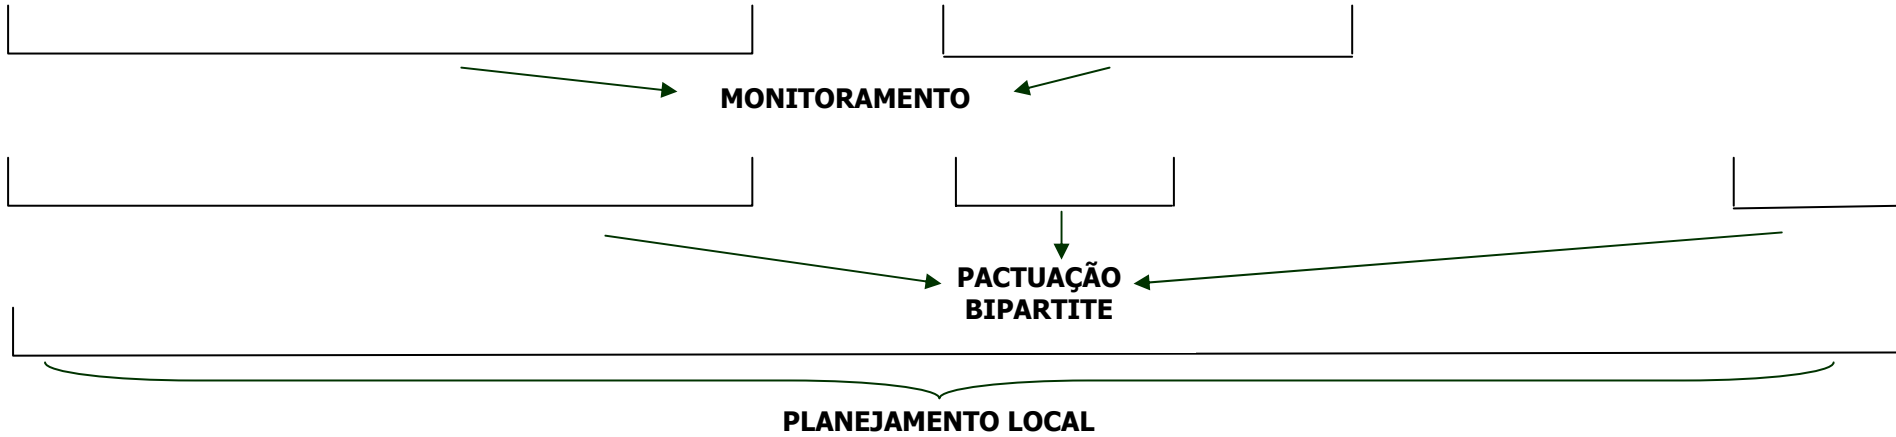 MONITORAMENTO
PACTUAÇÃO
BIPARTITE
PLANEJAMENTO LOCAL